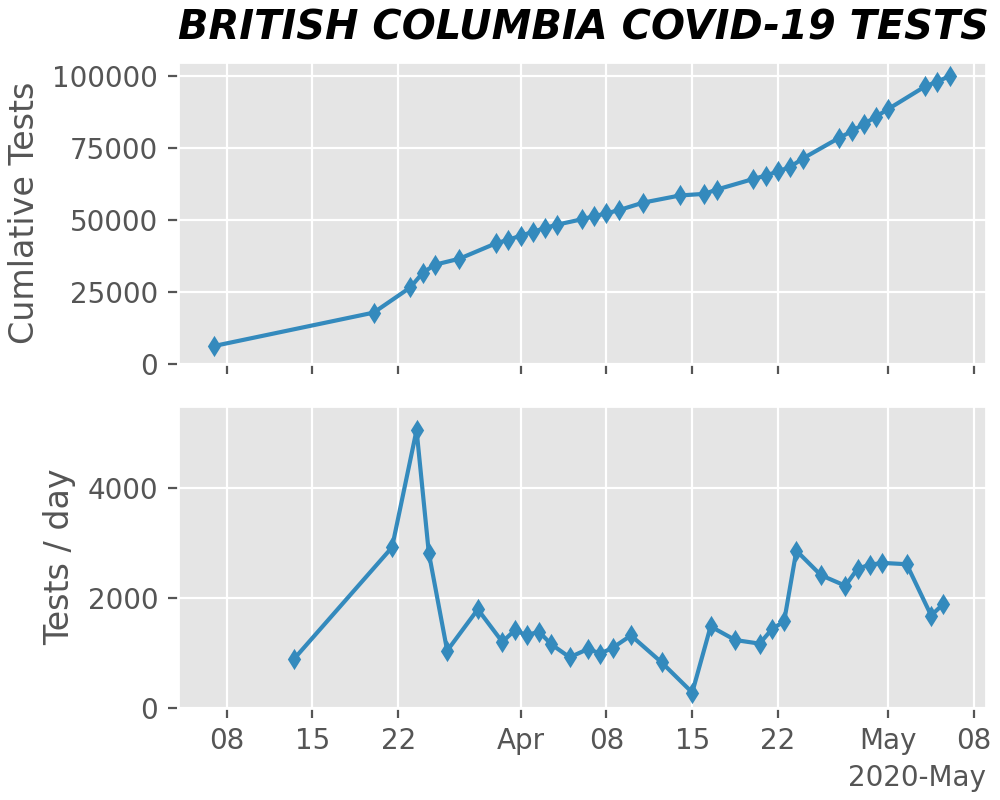 BRITISH COLUMBIA COVID-19 TESTS
100000
75000
50000
25000
0
Cumlative Tests
4000
2000
0
Tests / day
08 15 22 Apr 08 15 22 May 08
2020-May